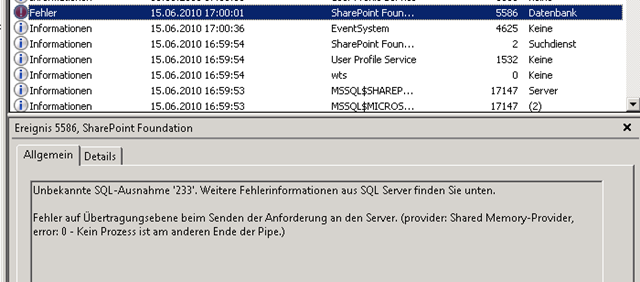 Fehler 15.06.2010 17:00:01 SharePoint Foun... 5586 Datenbank
Informationen 15.06.2010 17:00:36 EventSystem 4625 Keine
Informationen 15.06.2010 16:59:54 SharePoint Foun... 2 Suchdienst
Informationen 15.06.2010 16:59:54 User Profile Service 1532 Keine
Informationen 15.06.2010 16:59:54 wts 0 Keine
Informationen 15.06.2010 16:59:53 MSSQL$SHAREP... 17147 Server
Informationen 15.06.2010 16:59:53 MSSQL$MICROS... 17147 (2)
Ereignis 5586, SharePoint Foundation
Allgemein Details
Unbekannte SQL-Ausnahme '233'. Weitere Fehlerinformationen aus SQL Server finden Sie unten.
Fehler auf Übertragungsebene beim Senden der Anforderung an den Server. (provider: Shared Memory-Provider,
error: 0 - Kein Prozess ist am anderen Ende der Pipe.)